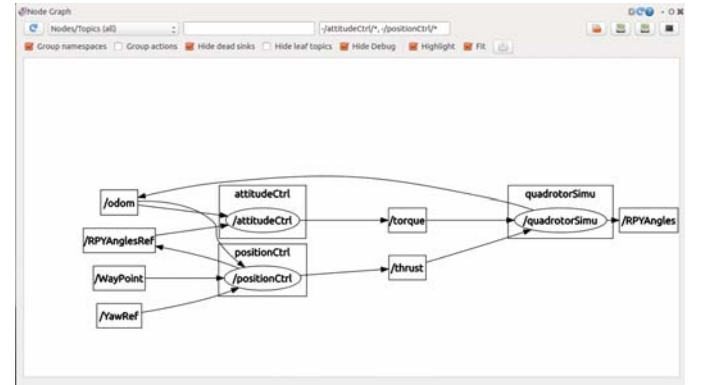 Node Graph
Nodes/Topics (all)
-/attitudeCtrl/*, -/positionCtrl/*
Group namespaces Group actions Hide dead sinks Hide leaf topics Hide Debug Highlight Fit
attitudeCtrl
quadrotorSimu
/odom
/attitudeCtrl
/torque
/quadrotorSimu
/RPYAngles
/RPYAnglesRef
positionCtrl
/WayPoint
/positionCtrl
/thrust
/YawRef